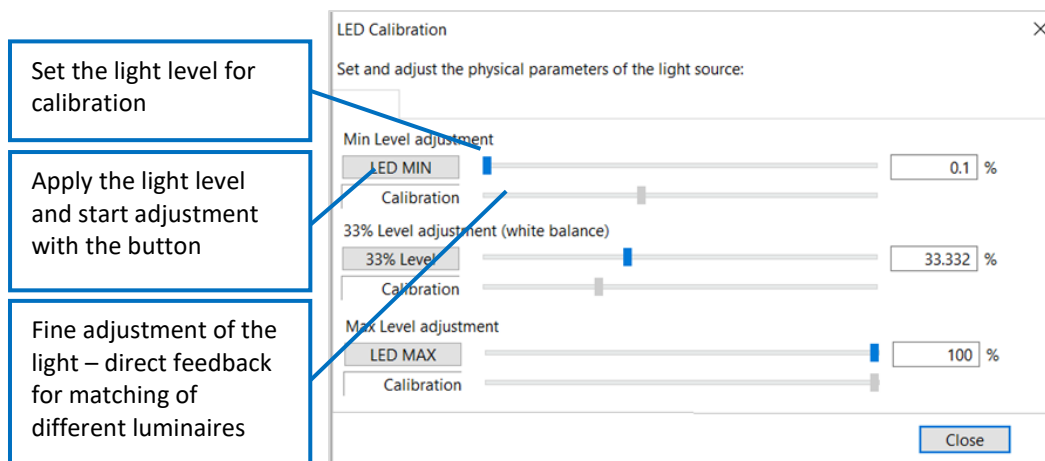 Set the light level for
calibration
Apply the light level
and start adjustment
with the button
Fine adjustment of the
light – direct feedback
for matching of
different luminaires
LED Calibration
Set and adjust the physical parameters of the light source:
Min Level adjustment
LED MIN
0.1 %
Calibration
33% Level adjustment (white balance)
33% Level
33.332 %
Calibration
Max Level adjustment
LED MAX
100 %
Calibration
Close